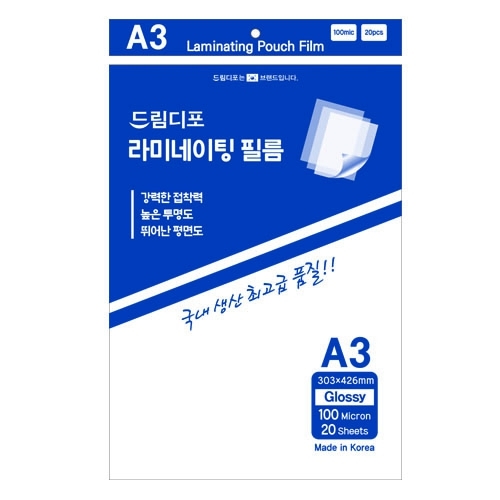 A3 Laminating Pouch Film 100mic 20pcs
드림디포는 브랜드입니다.
드림디포
라미네이팅 필름
강력한 접착력
높은 투명도
뛰어난 평면도
국내 생산 최고급 품질!!
A3
303×426mm
Glossy
100 Micron
20 Sheets
Made in Korea